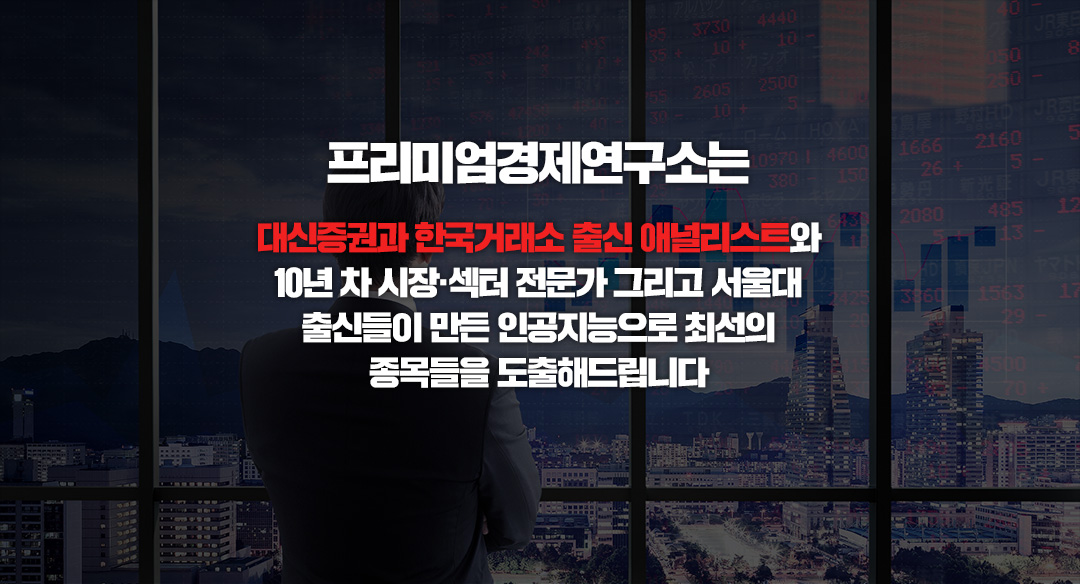 프리미엄경제연구소는
대신증권과 한국거래소 출신 애널리스트와
10년 차 시장·섹터 전문가 그리고 서울대
출신들이 만든 인공지능으로 최선의
종목들을 도출해드립니다